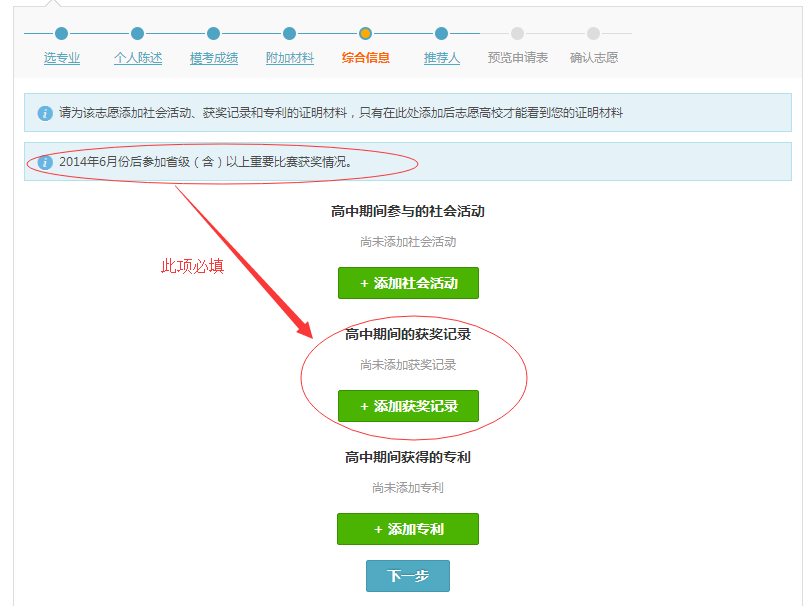 选专业 个人陈述 模考成绩 附加材料 综合信息 推荐人 预览申请表 确认志愿
请为该志愿添加社会活动、获奖记录和专利的证明材料，只有在此处添加后志愿高校才能看到您的证明材料
2014年6月份后参加省级（含）以上重要比赛获奖情况。
高中期间参与的社会活动
尚未添加社会活动
此项必填
+ 添加社会活动
高中期间的获奖记录
尚未添加获奖记录
+ 添加获奖记录
高中期间获得的专利
尚未添加专利
+ 添加专利
下一步